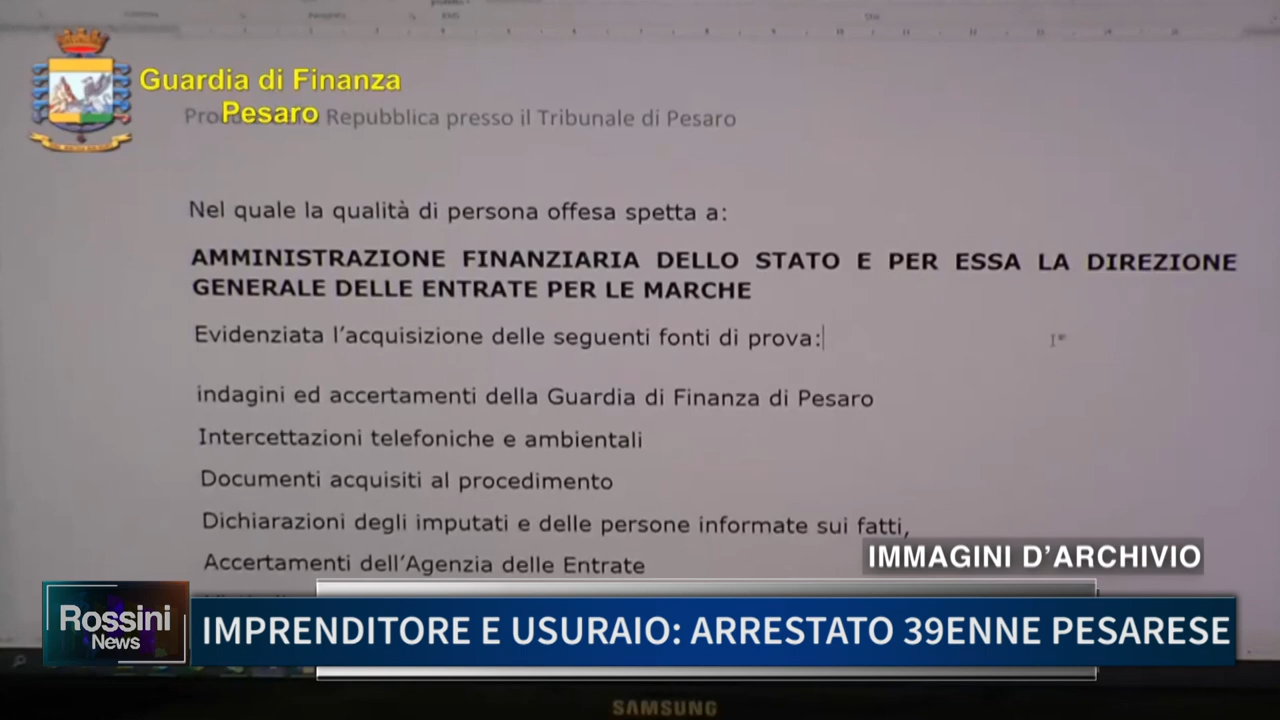 Guardia di Finanza
Pesaro
Repubblica presso il Tribunale di Pesaro
Nel quale la qualità di persona offesa spetta a:
AMMINISTRAZIONE FINANZIARIA DELLO STATO E PER ESSA LA DIREZIONE
GENERALE DELLE ENTRATE PER LE MARCHE
Evidenziata l'acquisizione delle seguenti fonti di prova:
indagini ed accertamenti della Guardia di Finanza di Pesaro
Intercettazioni telefoniche e ambientali
Documenti acquisiti al procedimento
Dichiarazioni degli imputati e delle persone informate sui fatti,
Accertamenti dell'Agenzia delle Entrate
IMMAGINI D'ARCHIVIO
Rossini
News
IMPRENDITORE E USURAIO: ARRESTATO 39ENNE PESARESE
SAMSUNG